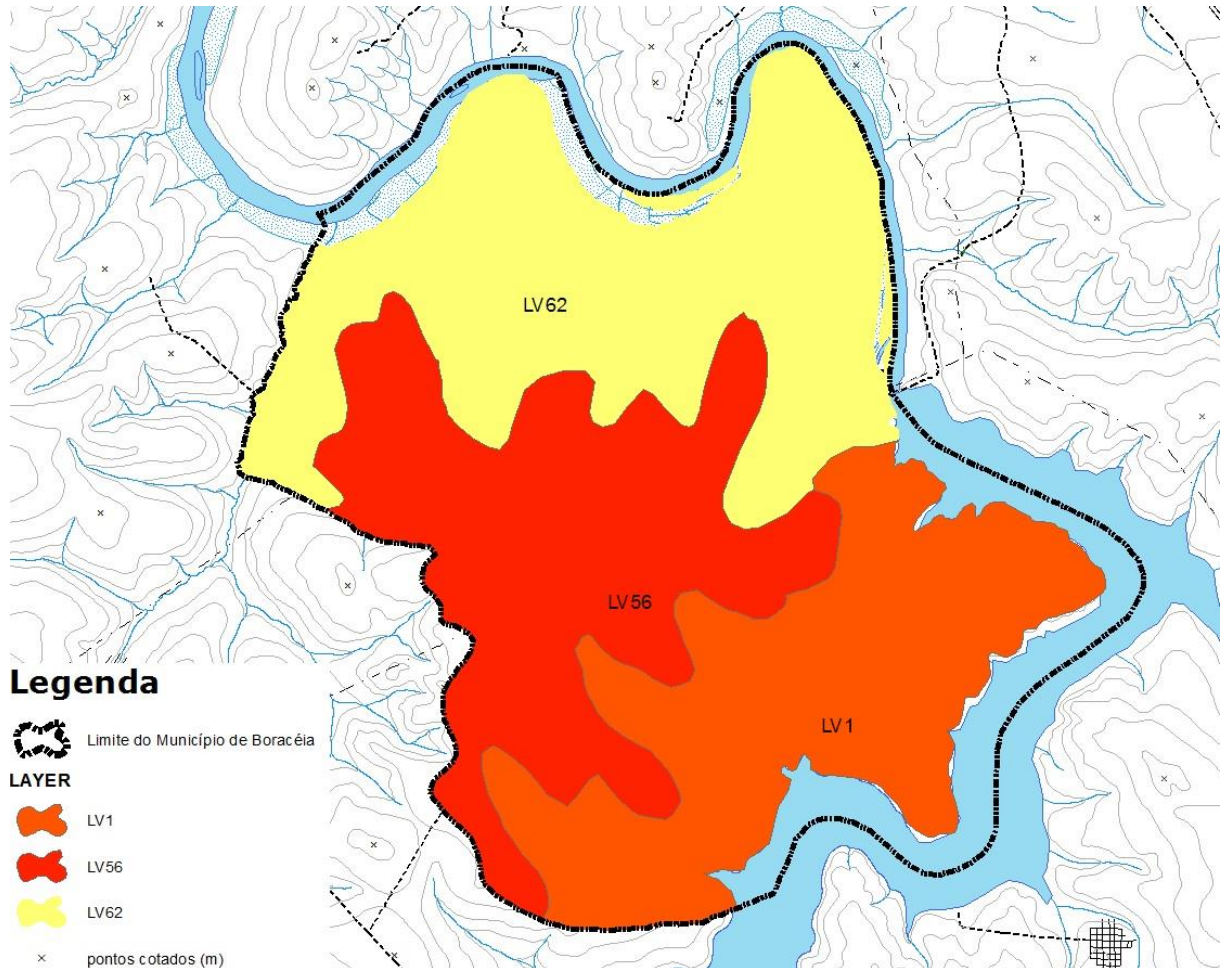 LV62
LV56
LV1
Legenda
Limite do Município de Boracéia
LAYER
LV1
LV56
LV62
pontos cotados (m)